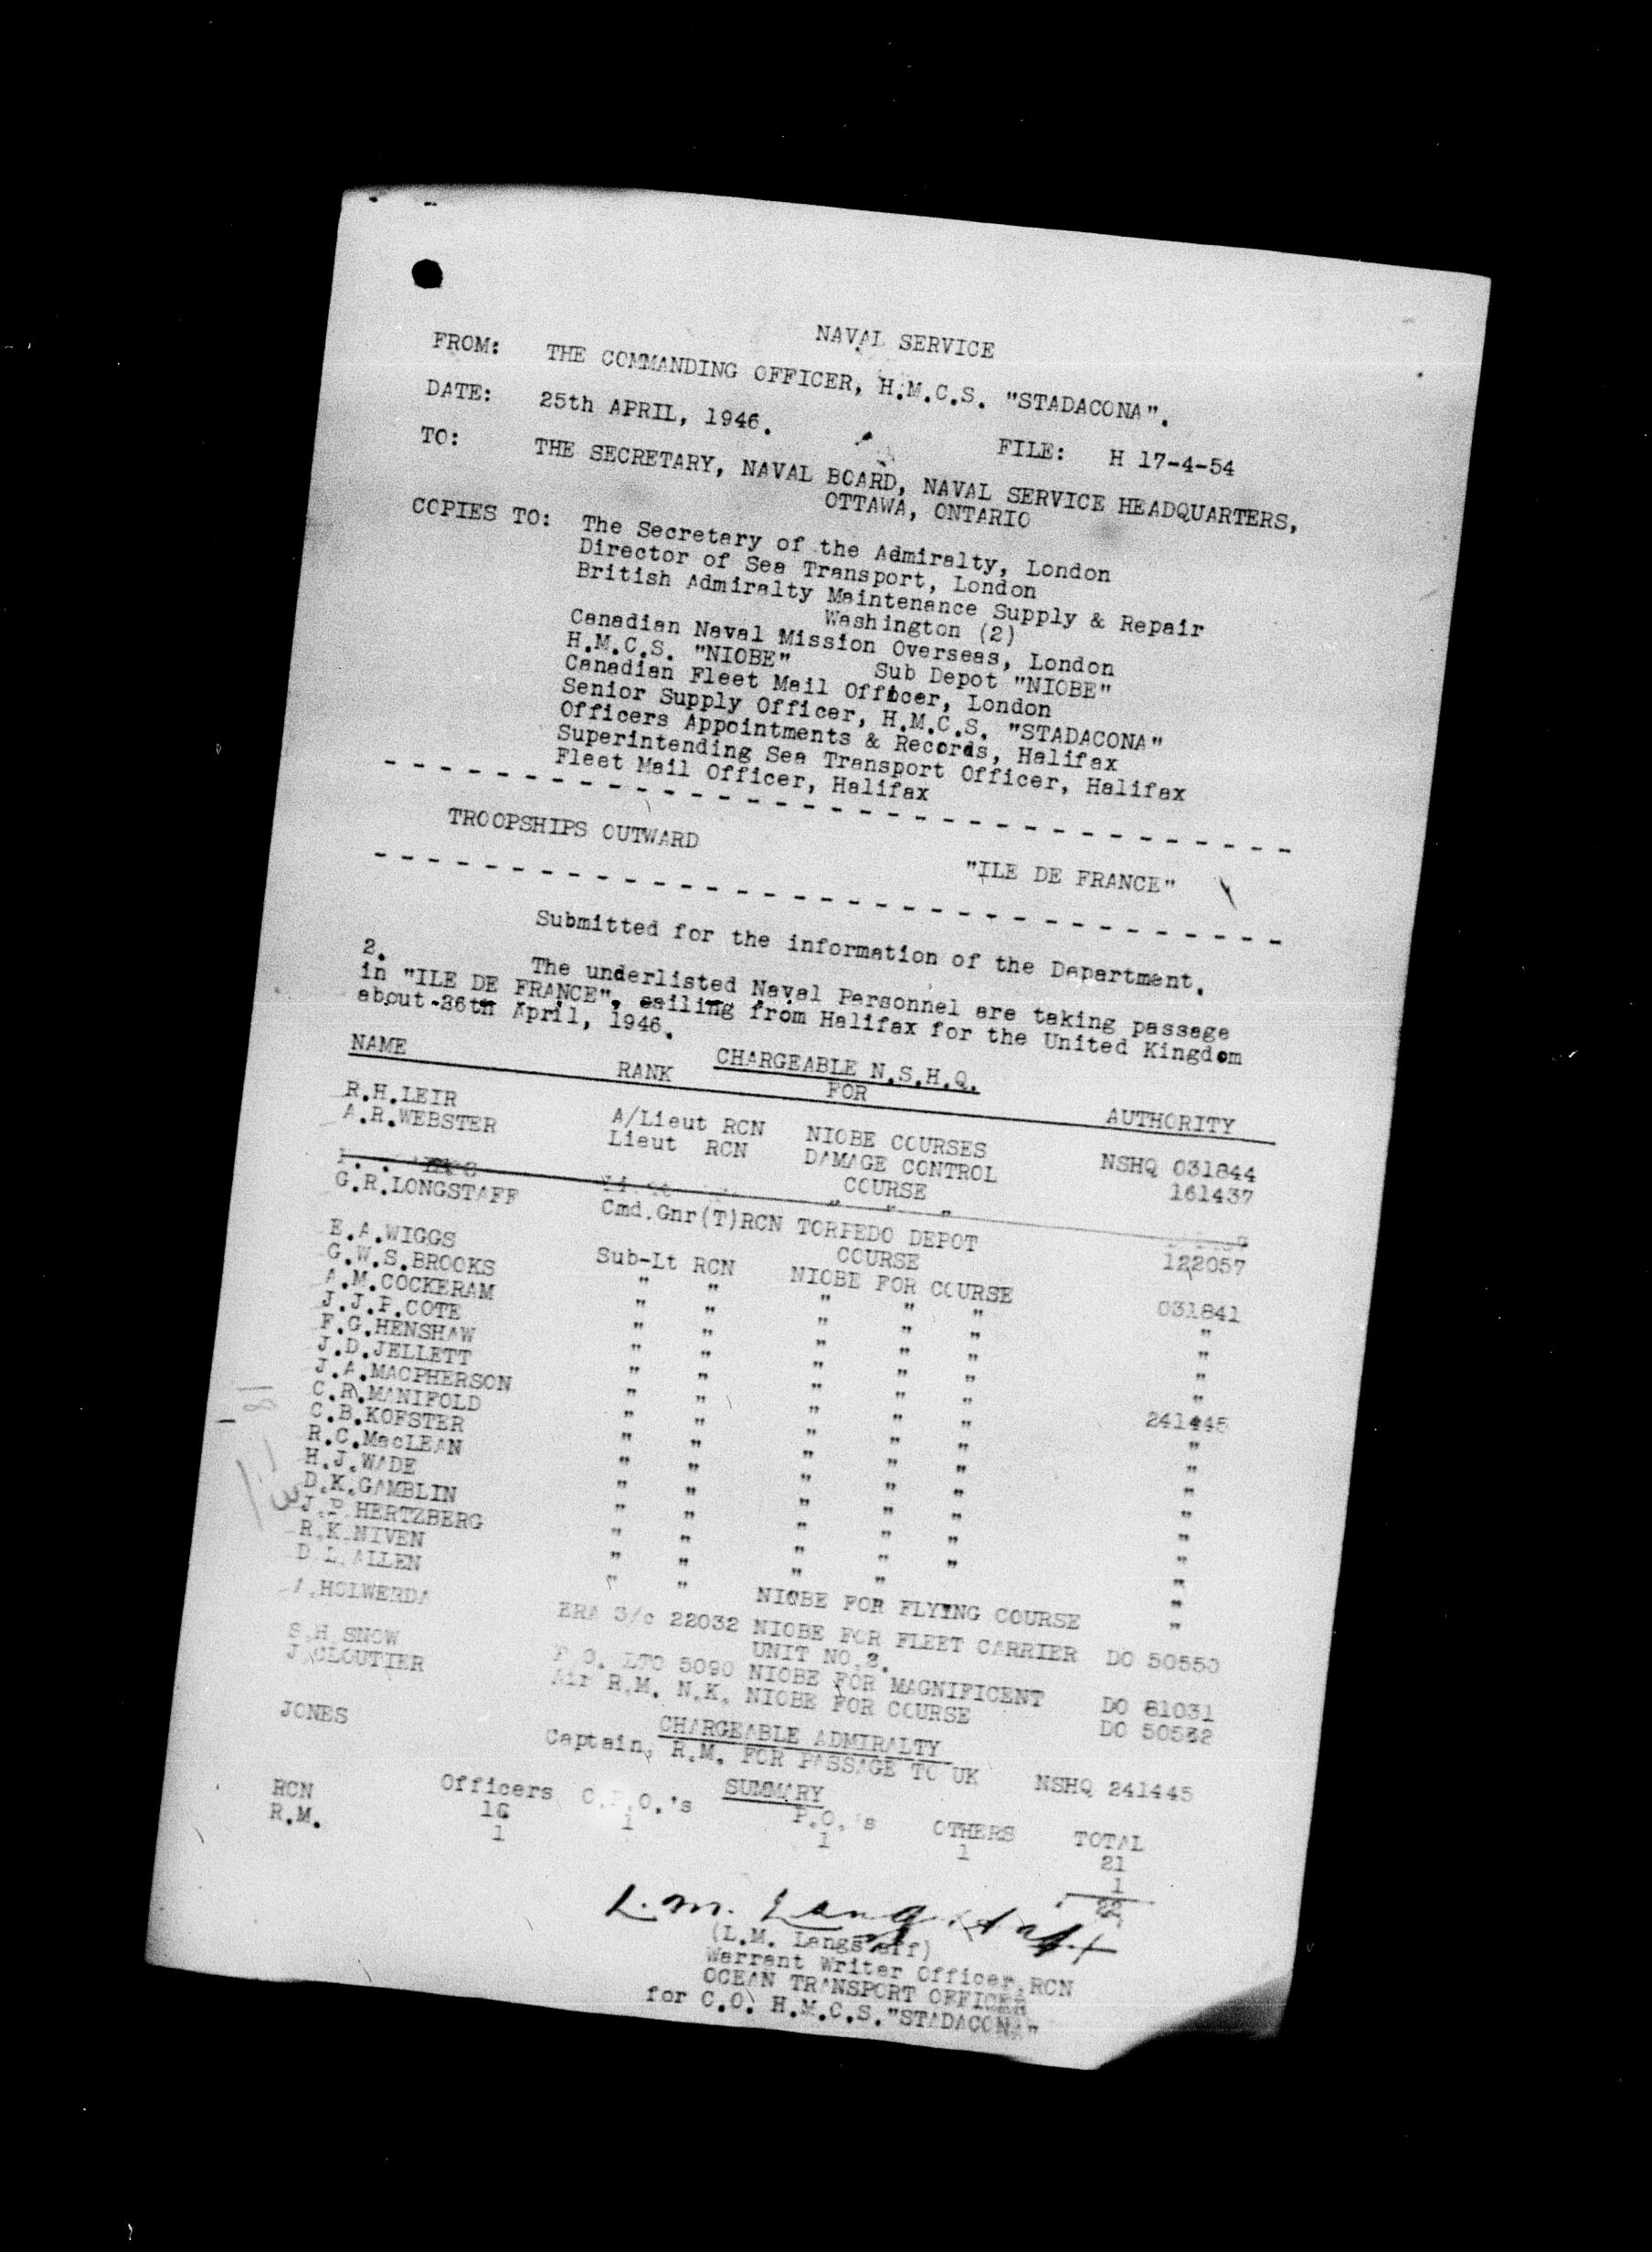 NAVAL SERVICE
FROM: THE COMMANDING OFFICER, H.M.C.S. "STADACONA".
DATE: 25th APRIL, 1946.
FILE: H 17-4-54
TO: THE SECRETARY, NAVAL BOARD, NAVAL SERVICE HEADQUARTERS,
OTTAWA, ONTARIO
COPIES TO: The Secretary of the Admiralty, London
Director of Sea Transport, London
British Admiralty Maintenance Supply & Repair
Washington (2)
Canadian Naval Mission Overseas, London
H.M.C.S. "NIOBE" Sub Depot "NIOBE"
Canadian Fleet Mail Officer, London
Senior Supply Officer, H.M.C.S. "STADACONA"
Officers Appointments & Records, Halifax
Superintending Sea Transport Officer, Halifax
Fleet Mail Officer, Halifax
- - - - - - - - - - - - - - - - - - - - - - - - - - - - - - - - -
TROOPSHIPS OUTWARD "ILE DE FRANCE"
- - - - - - - - - - - - - - - - - - - - - - - - - - - - - - - - -
Submitted for the information of the Department.
2. The underlisted Naval Personnel are taking passage
in "ILE DE FRANCE", sailing from Halifax for the United Kingdom
about 26th April, 1946.
CHARGEABLE N.S.H.Q.
NAME RANK FOR AUTHORITY
R.H.LEIR A/Lieut RCN NIOBE COURSES NSHQ 031844
A.R.WEBSTER Lieut RCN DAMAGE CONTROL 161437
COURSE
" " "
G.R.LONGSTAFF Cmd.Gnr(T)RCN TORPEDO DEPOT 122057
COURSE
E.A.WIGGS Sub-Lt RCN NIOBE FOR COURSE 031841
G.W.S.BROOKS " " " " " "
A.M.COCKERAM " " " " " "
J.J.P.COTE " " " " " "
F.G.HENSHAW " " " " " "
J.D.JELLETT " " " " " 241445
J.A.MACPHERSON " " " " " "
C.R.MANIFOLD " " " " " "
C.B.KOFSTER " " " " " "
R.C.MacLEAN " " " " " "
H.J.WADE " " " " " "
D.K.GAMBLIN " " " " " "
J.P.HERTZBERG " " " " " "
R.K.NIVEN " " " " "
D.L.ALLEN " " NIOBE FOR FLYING COURSE "
A.HOLWERDA ERA 3/c 22032 NIOBE FOR FLEET CARRIER DO 50550
UNIT NO.2.
S.H SNOW P.O. LTO 5090 NIOBE FOR MAGNIFICENT DO 81031
J.CLOUTIER Air R.M. N.K. NIOBE FOR COURSE DO 50532
CHARGEABLE ADMIRALTY
JONES Captain, R.M. FOR PASSAGE TO UK NSHQ 241445
SUMMARY
Officers C.P.O.'s P.O.'s OTHERS TOTAL
RCN 18 1 1 1 21
R.M. 1 1
22
L.M. Langstaff
(L.M. Langstaff)
Warrant Writer Officer, RCN
OCEAN TRANSPORT OFFICER
for C.O. H.M.C.S."STADACONA"
18
13